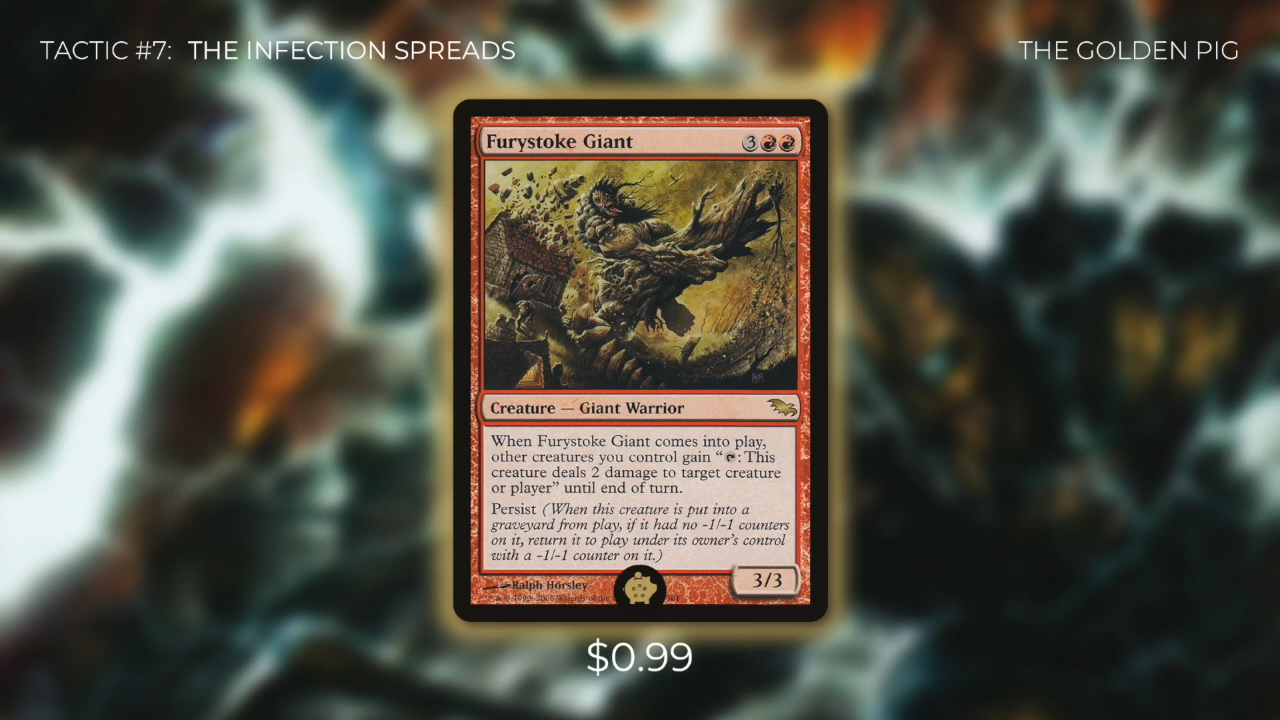 TACTIC #7: THE INFECTION SPREADS
THE GOLDEN PIG
Furystoke Giant
3
Creature — Giant Warrior
When Furystoke Giant comes into play,
other creatures you control gain “ : This
creature deals 2 damage to target creature
or player” until end of turn.
Persist (When this creature is put into a
graveyard from play, if it had no -1/-1 counters
on it, return it to play under its owner’s control
with a -1/-1 counter on it.)
Ralph Horsley
3/3
$0.99